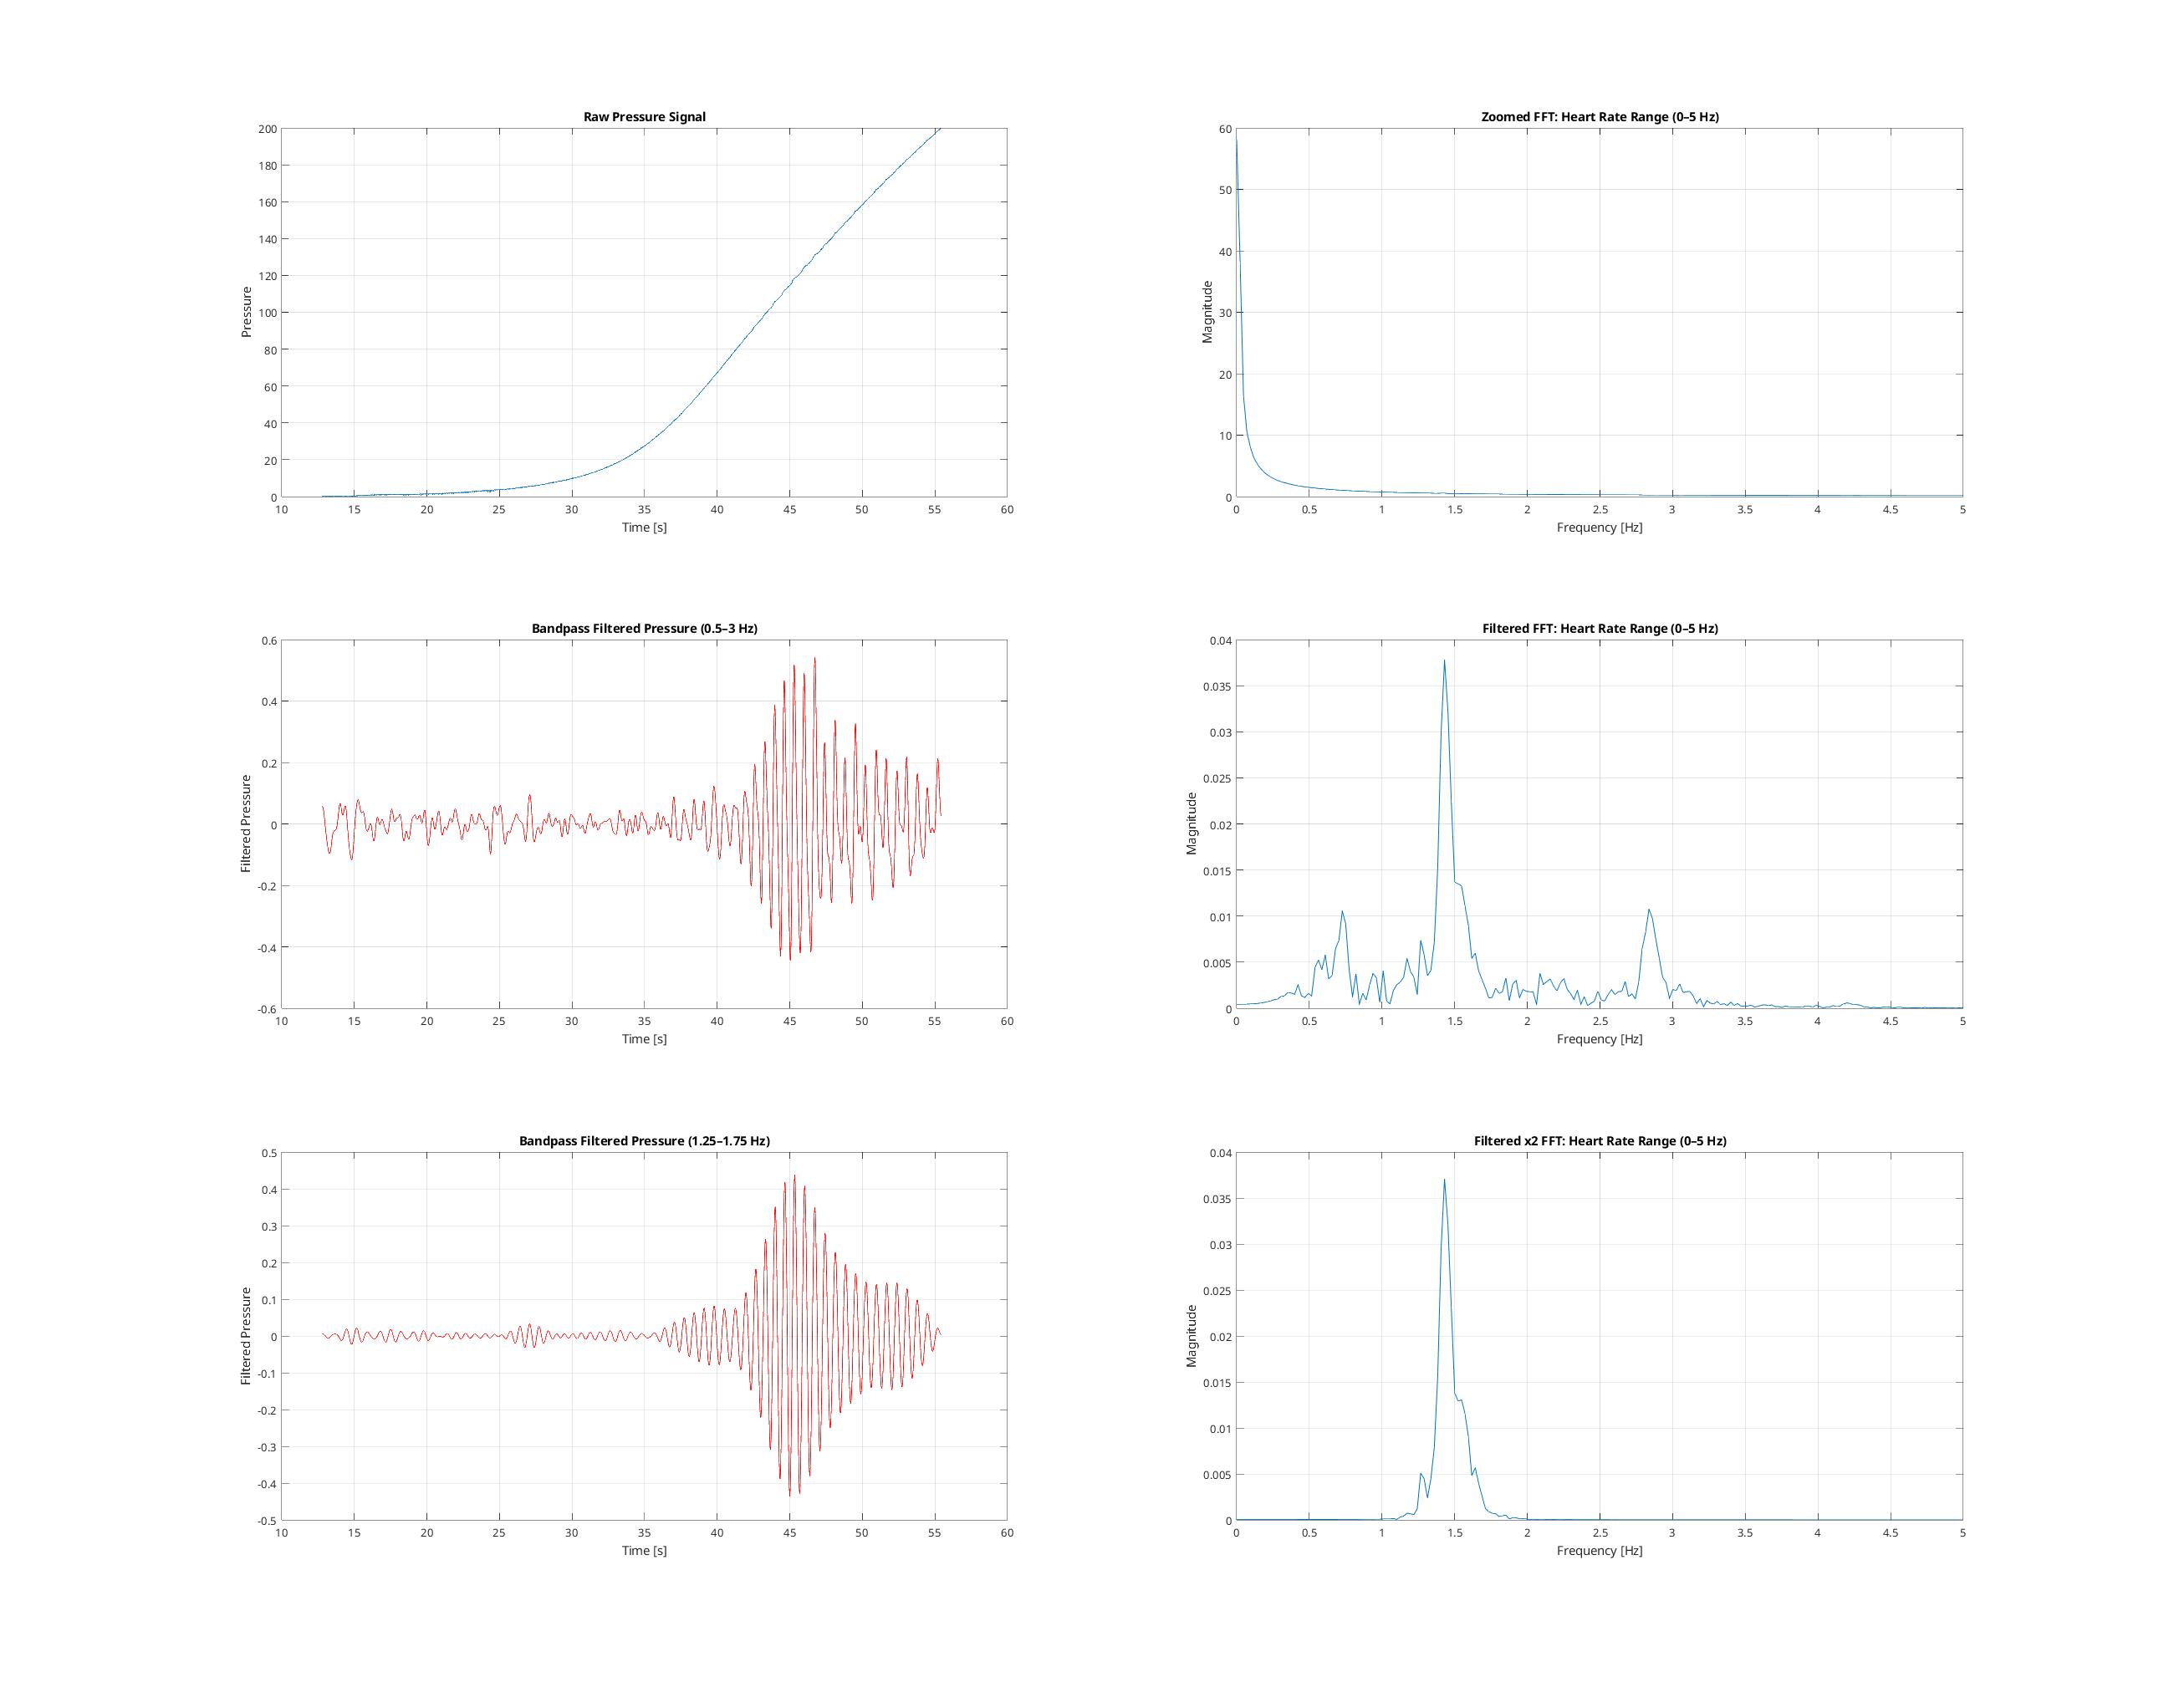 Raw Pressure Signal
200
180
160
140
120
100
80
60
40
20
0
Pressure
10 15 20 25 30 35 40 45 50 55 60
Time [s]
Zoomed FFT: Heart Rate Range (0–5 Hz)
60
50
40
30
20
10
0
Magnitude
0 0.5 1 1.5 2 2.5 3 3.5 4 4.5 5
Frequency [Hz]
Bandpass Filtered Pressure (0.5–3 Hz)
0.6
0.4
0.2
0
-0.2
-0.4
-0.6
Filtered Pressure
10 15 20 25 30 35 40 45 50 55 60
Time [s]
Filtered FFT: Heart Rate Range (0–5 Hz)
0.04
0.035
0.03
0.025
0.02
0.015
0.01
0.005
0
Magnitude
0 0.5 1 1.5 2 2.5 3 3.5 4 4.5 5
Frequency [Hz]
Bandpass Filtered Pressure (1.25–1.75 Hz)
0.5
0.4
0.3
0.2
0.1
0
-0.1
-0.2
-0.3
-0.4
-0.5
Filtered Pressure
10 15 20 25 30 35 40 45 50 55 60
Time [s]
Filtered x2 FFT: Heart Rate Range (0–5 Hz)
0.04
0.035
0.03
0.025
0.02
0.015
0.01
0.005
0
Magnitude
0 0.5 1 1.5 2 2.5 3 3.5 4 4.5 5
Frequency [Hz]